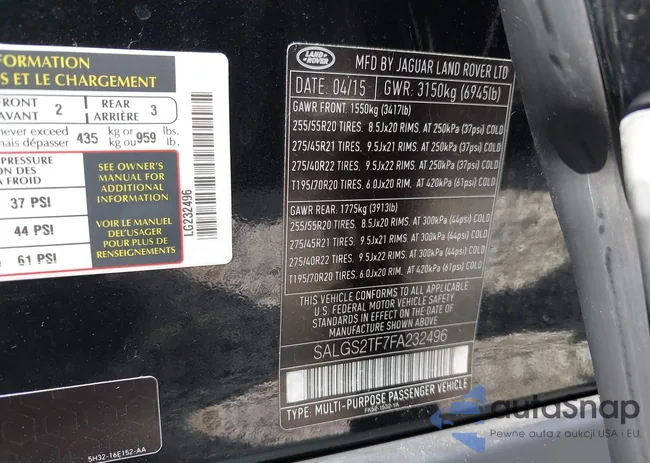 FORMATION
S ET LE CHARGEMENT
FRONT
AVANT 2
REAR
ARRIÈRE 3
never exceed
mais dépasser 435 kg or kg ou 959 lbs. lb.
PRESSURE
ON DES
A FROID
37 PSI
44 PSI
61 PSI
SEE OWNER'S
MANUAL FOR
ADDITIONAL
INFORMATION
VOIR LE MANUEL
DE L'USAGER
POUR PLUS DE
RENSEIGNEMENTS
LG232496
5H32-16E152-AA
LAND ROVER
MFD BY JAGUAR LAND ROVER LTD
DATE: 04/15 GWR: 3150kg (6945lb)
GAWR FRONT: 1550kg (3417lb)
255/55R20 TIRES. 8.5Jx20 RIMS. AT 250kPa (37psi) COLD
275/45R21 TIRES. 9.5Jx21 RIMS. AT 250kPa (37psi) COLD
275/40R22 TIRES. 9.5Jx22 RIMS. AT 250kPa (37psi) COLD
T195/70R20 TIRES. 6.0Jx20 RIM. AT 420kPa (61psi) COLD
GAWR REAR: 1775kg (3913lb)
255/55R20 TIRES. 8.5Jx20 RIMS. AT 300kPa (44psi) COLD
275/45R21 TIRES. 9.5Jx21 RIMS. AT 300kPa (44psi) COLD
275/40R22 TIRES. 9.5Jx22 RIMS. AT 300kPa (44psi) COLD
T195/70R20 TIRES. 6.0Jx20 RIM. AT 420kPa (61psi) COLD
THIS VEHICLE CONFORMS TO ALL APPLICABLE
U.S. FEDERAL MOTOR VEHICLE SAFETY
STANDARDS IN EFFECT ON THE DATE OF
MANUFACTURE SHOWN ABOVE.
SALGS2TF7FA232496
TYPE: MULTI-PURPOSE PASSENGER VEHICLE
autosnap
Pewne auta z aukcji USA i EU